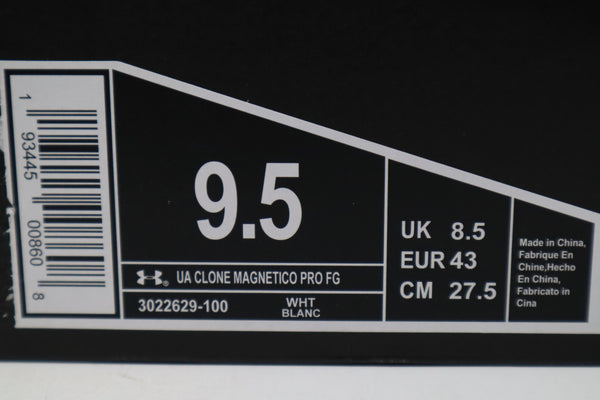 1 93445 00860 8
9.5
UA CLONE MAGNETICO PRO FG
3022629-100
WHT
BLANC
UK 8.5
EUR 43
CM 27.5
Made in China,
Fabrique En
Chine,Hecho
En China,
Fabricato in
Cina